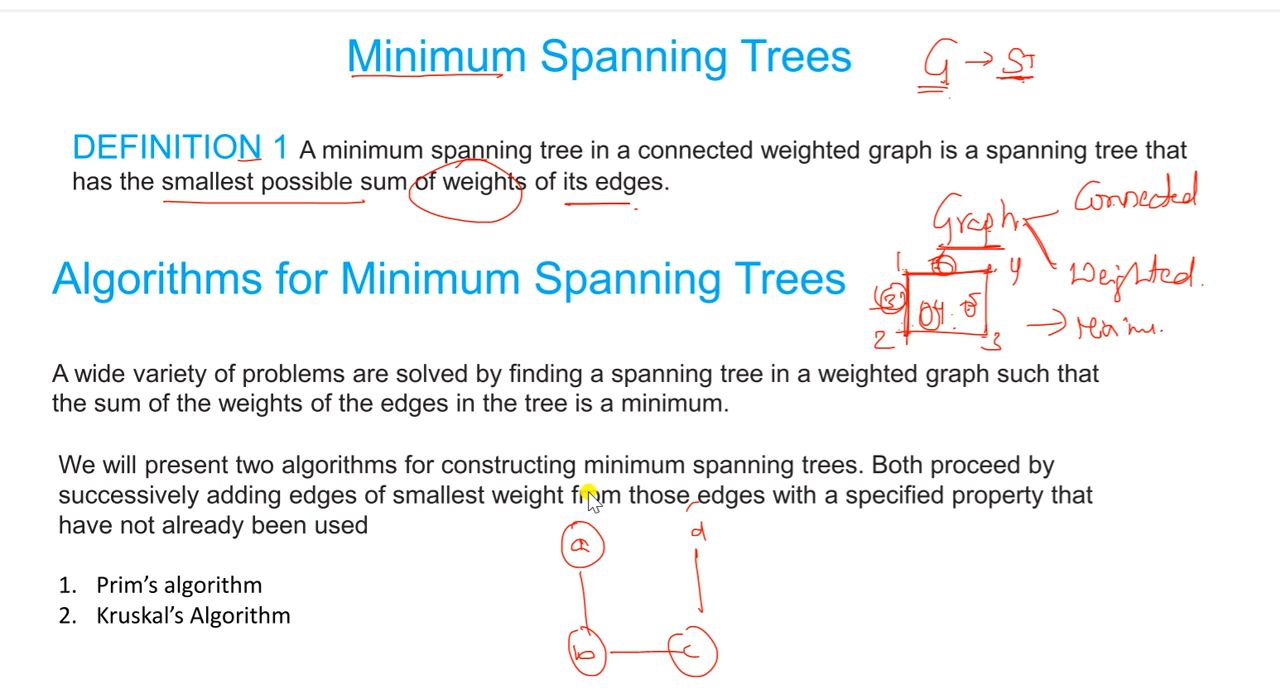 Minimum Spanning Trees
G → ST
DEFINITION 1 A minimum spanning tree in a connected weighted graph is a spanning tree that
has the smallest possible sum of weights of its edges.
Connected
Graph
Weighted
1 4
2 3
Algorithms for Minimum Spanning Trees
A wide variety of problems are solved by finding a spanning tree in a weighted graph such that
the sum of the weights of the edges in the tree is a minimum.
We will present two algorithms for constructing minimum spanning trees. Both proceed by
successively adding edges of smallest weight from those edges with a specified property that
have not already been used
a d
1. Prim's algorithm
2. Kruskal's Algorithm
b c